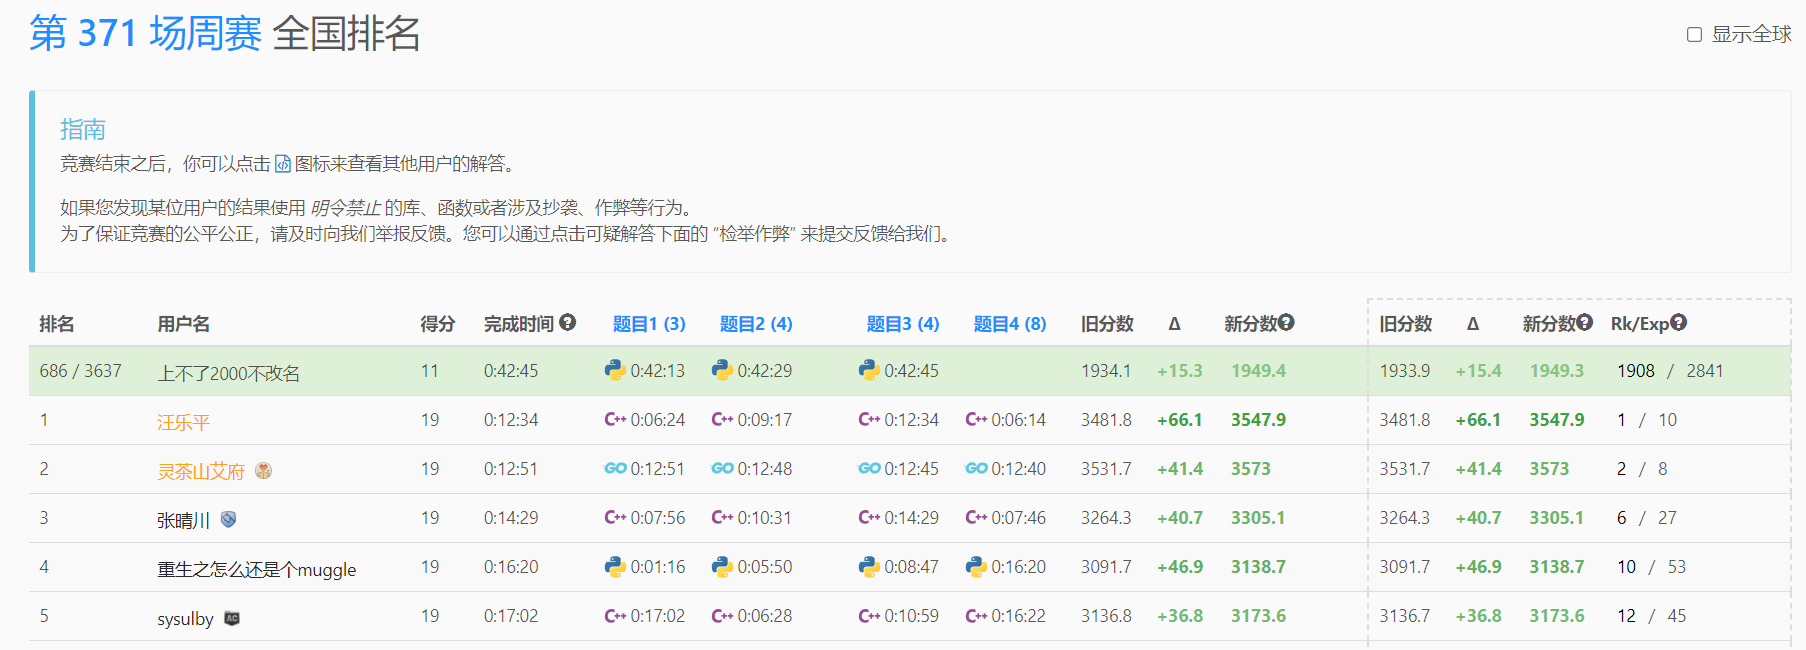 第 371 场周赛 全国排名
显示全球
指南
竞赛结束之后，你可以点击 图标来查看其他用户的解答。
如果您发现某位用户的结果使用 明令禁止 的库、函数或者涉及抄袭、作弊等行为。
为了保证竞赛的公平公正，请及时向我们举报反馈。您可以通过点击可疑解答下面的 “检举作弊” 来提交反馈给我们。
排名 用户名 得分 完成时间 题目1 (3) 题目2 (4) 题目3 (4) 题目4 (8) 旧分数 Δ 新分数 旧分数 Δ 新分数 Rk/Exp
686 / 3637 上不了2000不改名 11 0:42:45 0:42:13 0:42:29 0:42:45 1934.1 +15.3 1949.4 1933.9 +15.4 1949.3 1908 / 2841
1 汪乐平 19 0:12:34 C++ 0:06:24 C++ 0:09:17 C++ 0:12:34 C++ 0:06:14 3481.8 +66.1 3547.9 3481.8 +66.1 3547.9 1 / 10
2 灵茶山艾府 19 0:12:51 GO 0:12:51 GO 0:12:48 GO 0:12:45 GO 0:12:40 3531.7 +41.4 3573 3531.7 +41.4 3573 2 / 8
3 张晴川 19 0:14:29 C++ 0:07:56 C++ 0:10:31 C++ 0:14:29 C++ 0:07:46 3264.3 +40.7 3305.1 3264.3 +40.7 3305.1 6 / 27
4 重生之怎么还是个muggle 19 0:16:20 0:01:16 0:05:50 0:08:47 0:16:20 3091.7 +46.9 3138.7 3091.7 +46.9 3138.7 10 / 53
5 sysulby AC 19 0:17:02 C++ 0:17:02 C++ 0:06:28 C++ 0:10:59 C++ 0:16:22 3136.8 +36.8 3173.6 3136.7 +36.8 3173.6 12 / 45